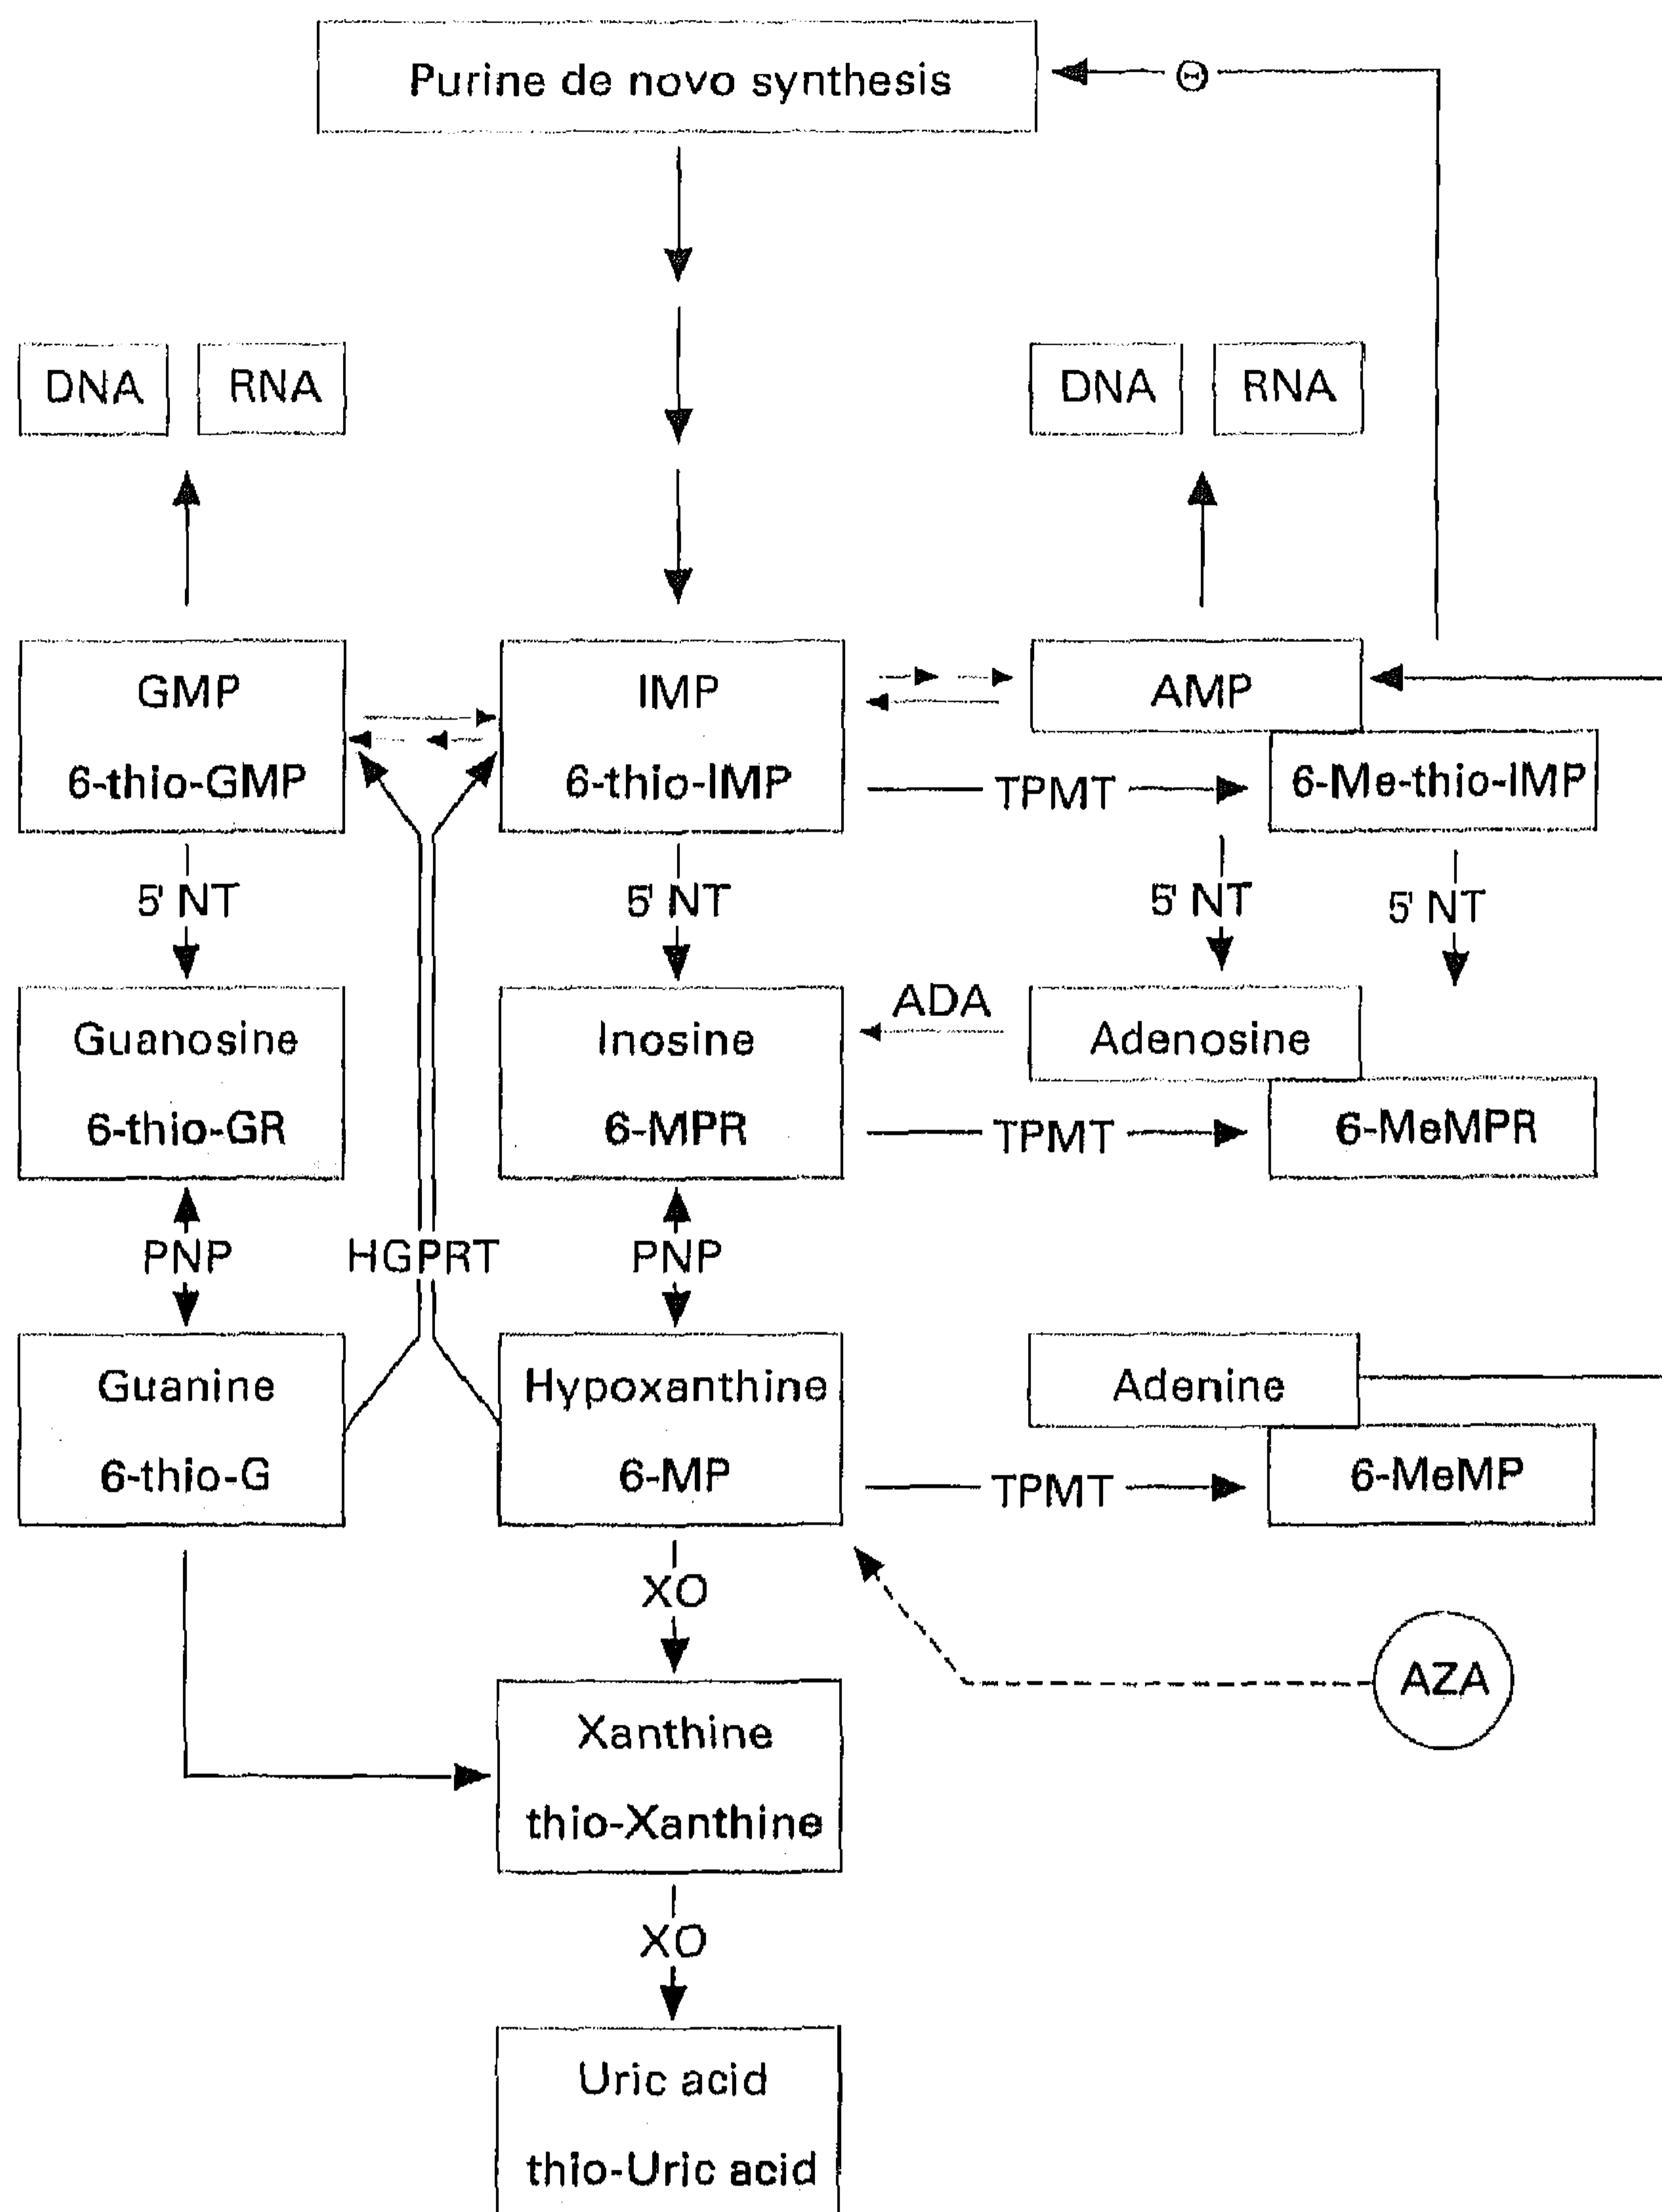 Purine de novo synthesis
Θ
DNA
RNA
DNA
RNA
GMP
6-thio-GMP
IMP
6-thio-IMP
AMP
TPMT
6-Me-thio-IMP
5' NT
5' NT
5' NT
5' NT
Guanosine
6-thio-GR
Inosine
6-MPR
ADA
Adenosine
TPMT
6-MeMPR
PNP
HGPRT
PNP
Guanine
6-thio-G
Hypoxanthine
6-MP
Adenine
TPMT
6-MeMP
XO
AZA
Xanthine
thio-Xanthine
XO
Uric acid
thio-Uric acid